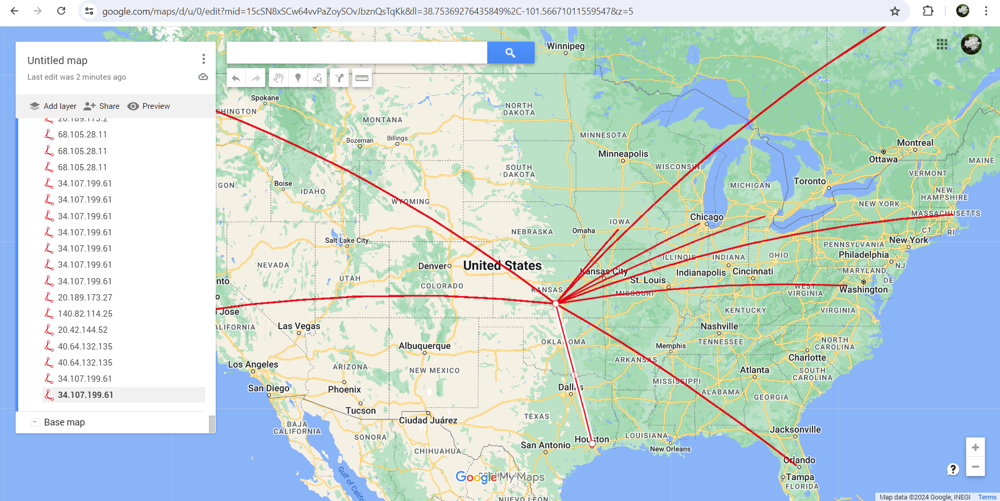 google.com/maps/d/u/0/edit?mid=15cSN8xSCw64vvPaZoySOvJbznQsTqKk&ll=38.75369276435849%2C-101.56671011559547&z=5
Untitled map
Last edit was 2 minutes ago
Add layer Share Preview
20.189.173.2
68.105.28.11
68.105.28.11
68.105.28.11
34.107.199.61
34.107.199.61
34.107.199.61
34.107.199.61
34.107.199.61
34.107.199.61
34.107.199.61
20.189.173.27
140.82.114.25
20.42.144.52
40.64.132.135
40.64.132.135
34.107.199.61
34.107.199.61
Base map
Winnipeg
Spokane
HINGTON
NORTH
DAKOTA
MONTANA
Bozeman
Billings
MINNESOTA
Minneapolis
Montreal
Ottawa
MAINE
WISCONSIN
SOUTH
DAKOTA
VERMONT
Toronto
MICHIGAN
EGON
Boise
IDAHO
WYOMING
NEW
HAMPSHIRE
NEW YORK
MASSACHUSETTS
Chicago
IOWA
Omaha
NEBRASKA
CT
RI
Salt Lake City
PENNSYLVANIA
New York
Philadelphia
NEVADA
Denver
United States
ILLINOIS
INDIANA
OHIO
NJ
Kansas City
Indianapolis
Cincinnati
MARYLAND
DE
UTAH
COLORADO
KANSAS
St. Louis
MISSOURI
WEST
VIRGINIA
Washington
nto
o
Jose
ALIFORNIA
KENTUCKY
VIRGINIA
Las Vegas
Nashville
TENNESSEE
Albuquerque
OKLAHOMA
Memphis
NORTH
CAROLINA
Charlotte
Los Angeles
ARIZONA
NEW MEXICO
ARKANSAS
Atlanta
SOUTH
CAROLINA
San Diego
Phoenix
Dallas
MISSISSIPPI
ALABAMA
GEORGIA
Tucson
Ciudad Juárez
TEXAS
BAJA
CALIFORNIA
SONORA
CHIHUAHUA
San Antonio
Houston
LOUISIANA
New Orleans
Jacksonville
Orlando
Tampa
FLORIDA
Gulf of Califo
COAHUILA
Google My Maps
NUEVO LEON
Map data ©2024 Google, INEGI Terms